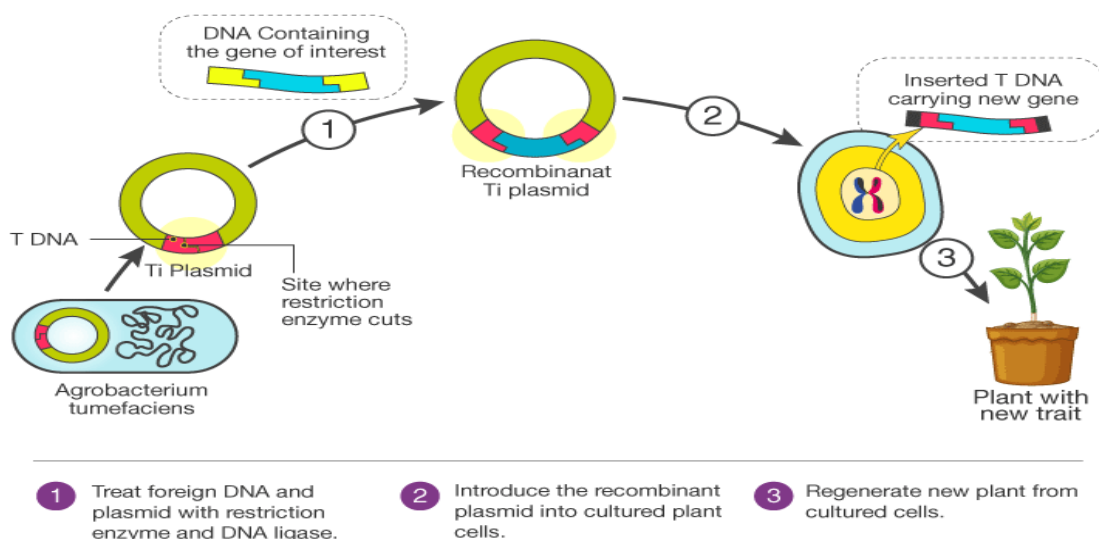 DNA Containing
the gene of interest
1
Recombinanat
Ti plasmid
2
Inserted T DNA
carrying new gene
T DNA
Ti Plasmid
Site where
restriction
enzyme cuts
3
Agrobacterium
tumefaciens
Plant with
new trait
1 Treat foreign DNA and
plasmid with restriction
enzyme and DNA ligase.
2 Introduce the recombinant
plasmid into cultured plant
cells.
3 Regenerate new plant from
cultured cells.